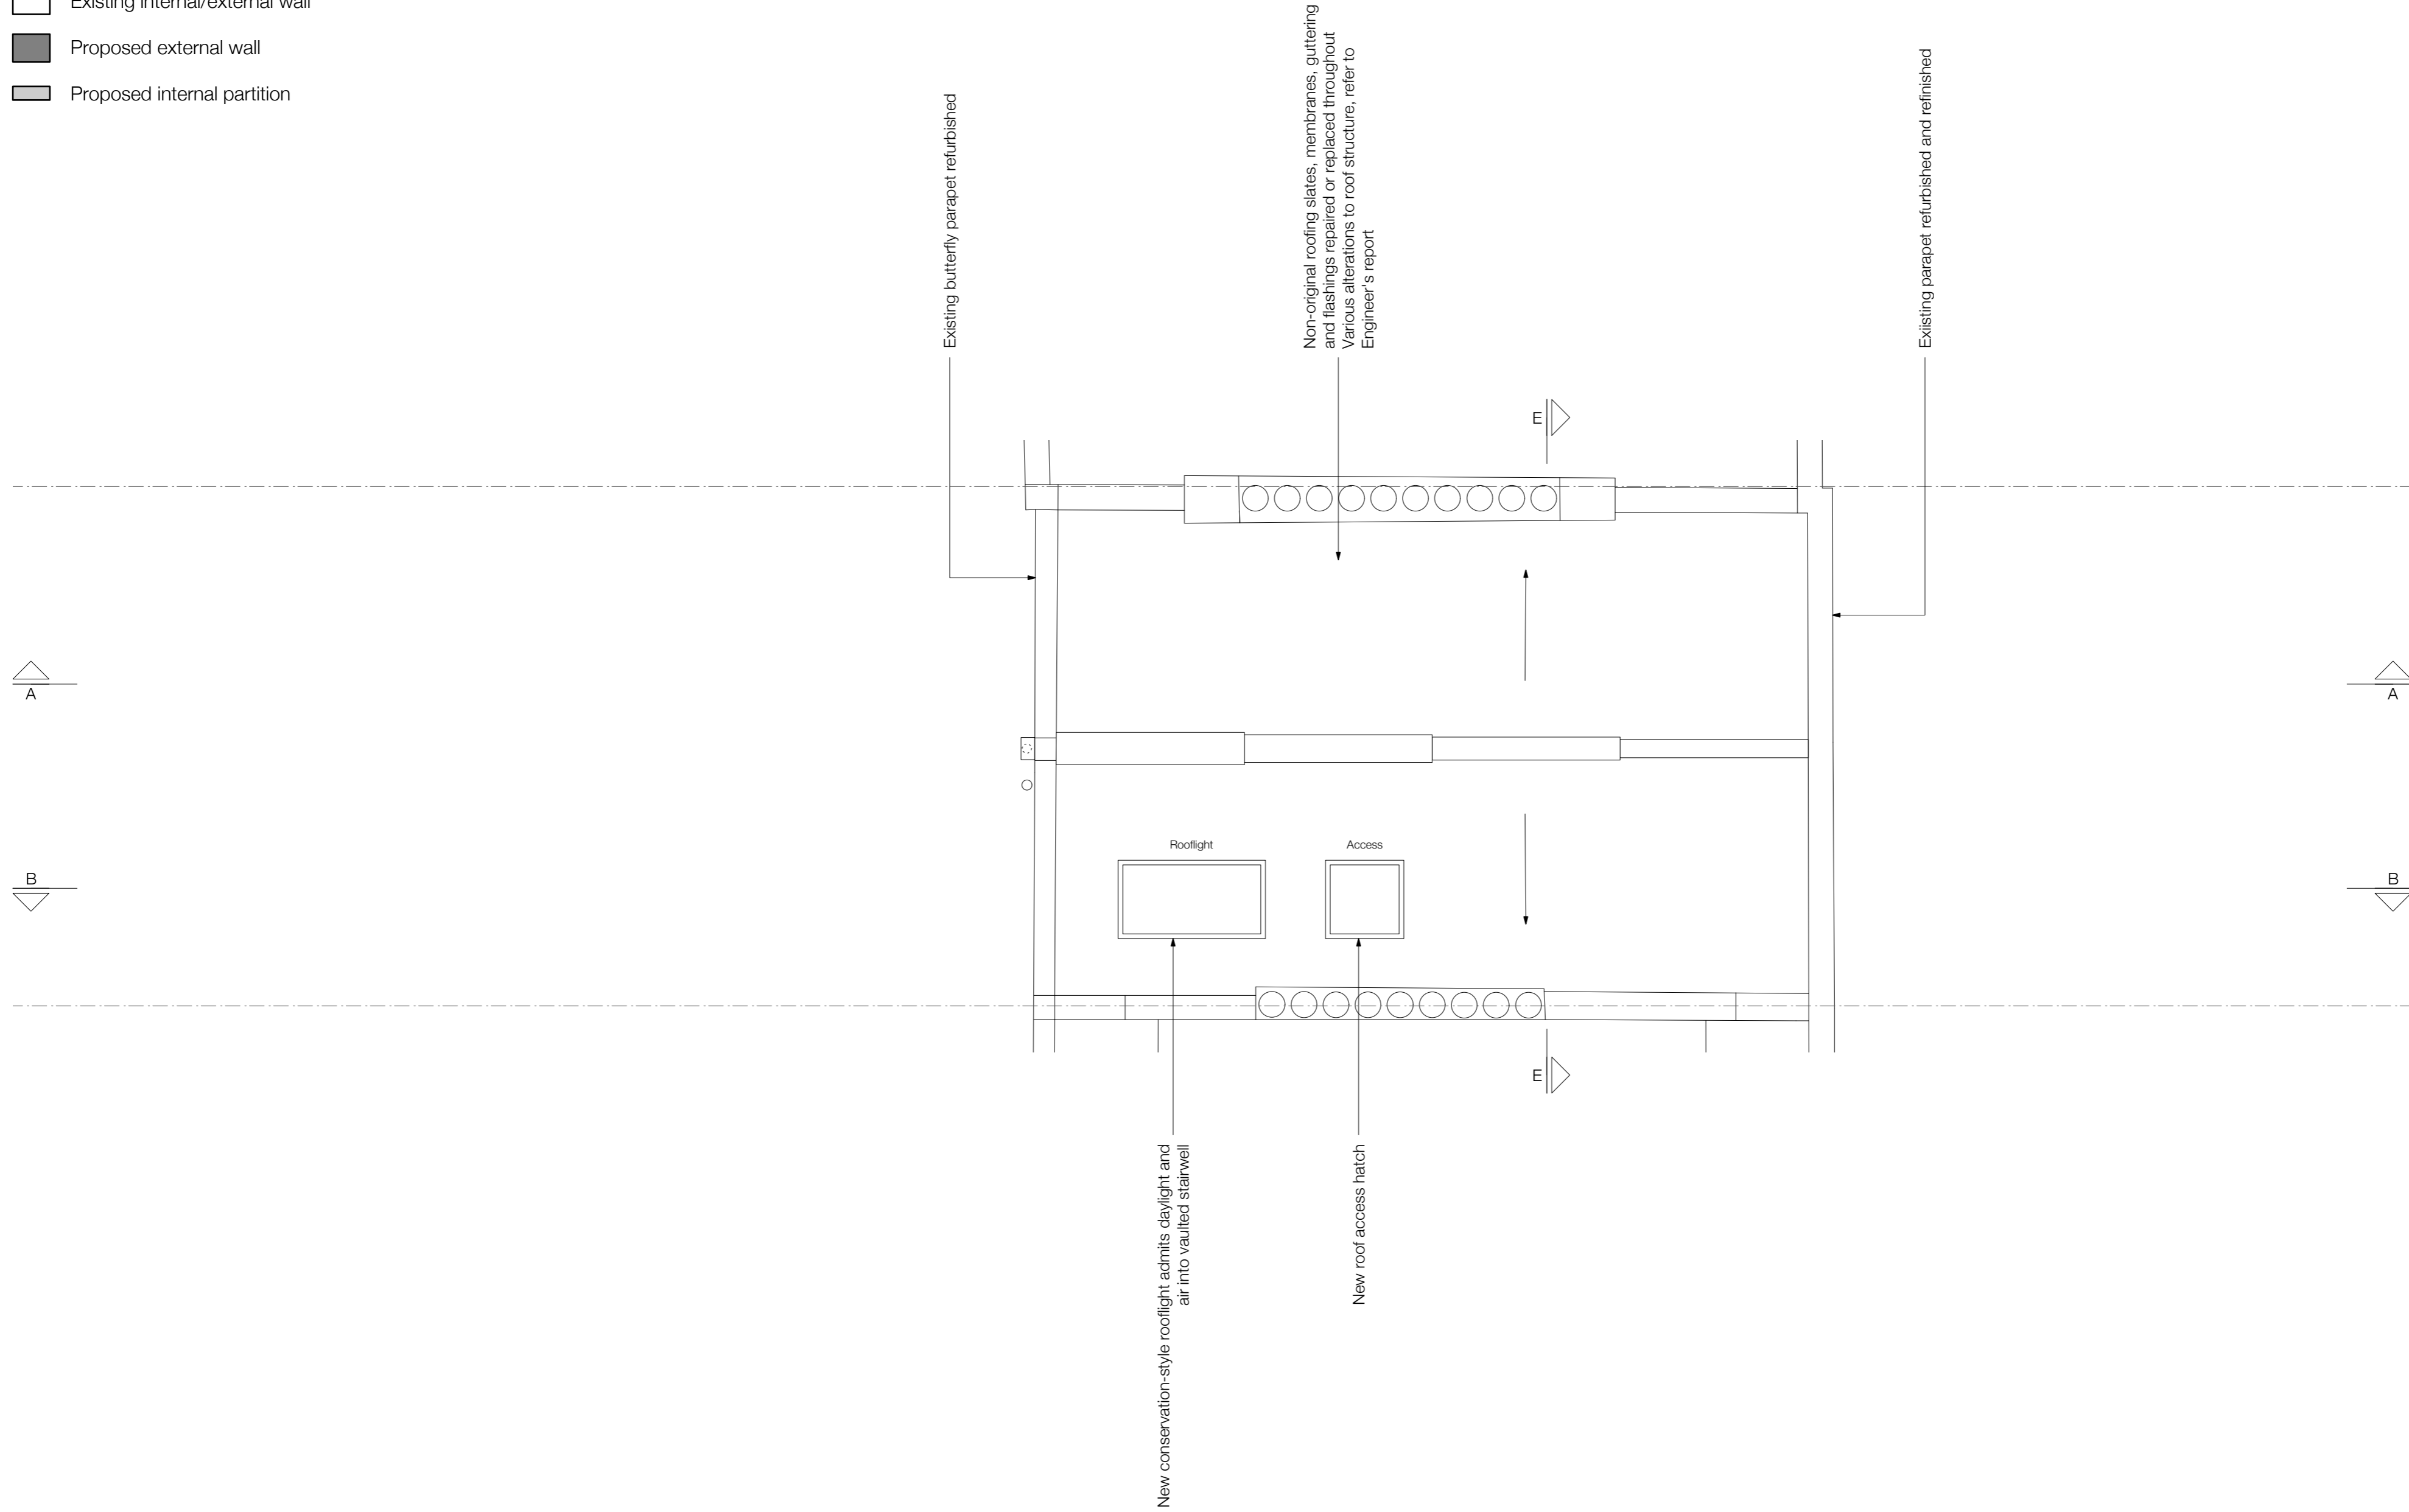 Existing internal/external wall
Proposed external wall
Proposed internal partition
Existing butterfly parapet refurbished
Non-original roofing slates, membranes, guttering
and flashings repaired or replaced throughout
Various alterations to roof structure, refer to
Engineer's report
Exiisting parapet refurbished and refinished
E
A
A
Rooflight
Access
B
B
E
New conservation-style rooflight admits daylight and
air into vaulted stairwell
New roof access hatch